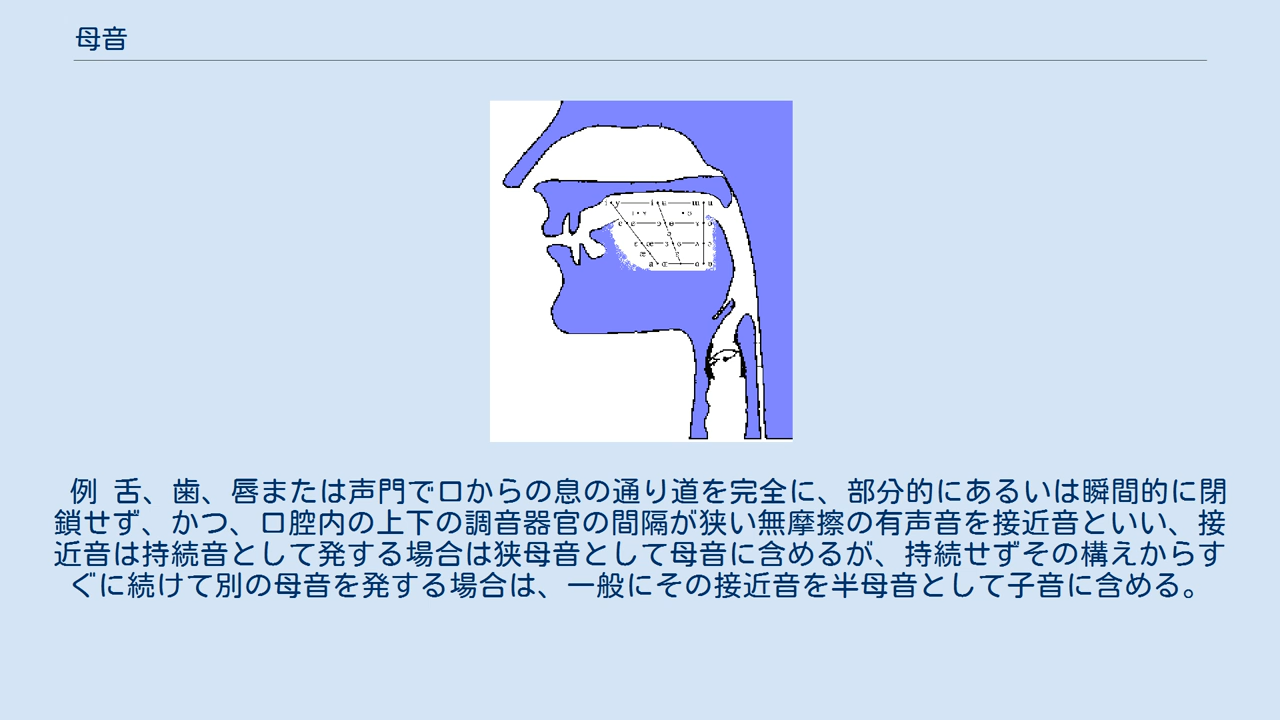 母音
例 舌、歯、唇または声門で口からの息の通り道を完全に、部分的にあるいは瞬間的に閉
鎖せず、かつ、口腔内の上下の調音器官の間隔が狭い無摩擦の有声音を接近音といい、接
近音は持続音として発する場合は狭母音として母音に含めるが、持続せずその構えからす
ぐに続けて別の母音を発する場合は、一般にその接近音を半母音として子音に含める。